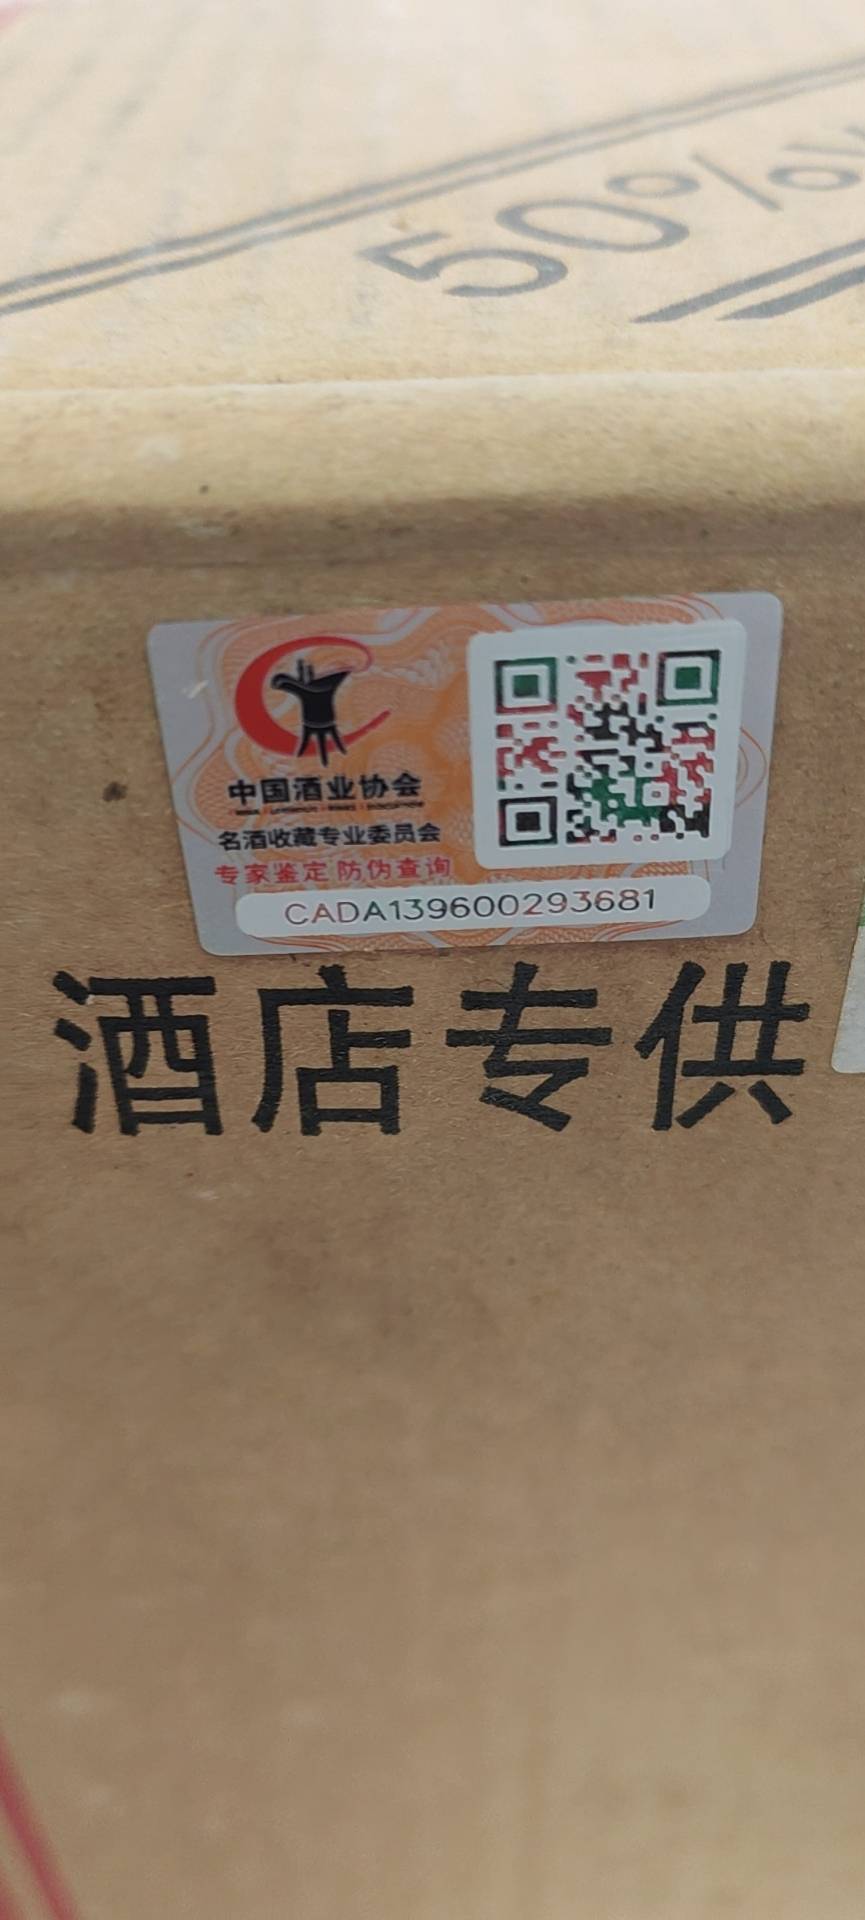 50%v
中国酒业协会
名酒收藏专业委员会
专家鉴定 防伪查询
CADA139600293681
酒店专供